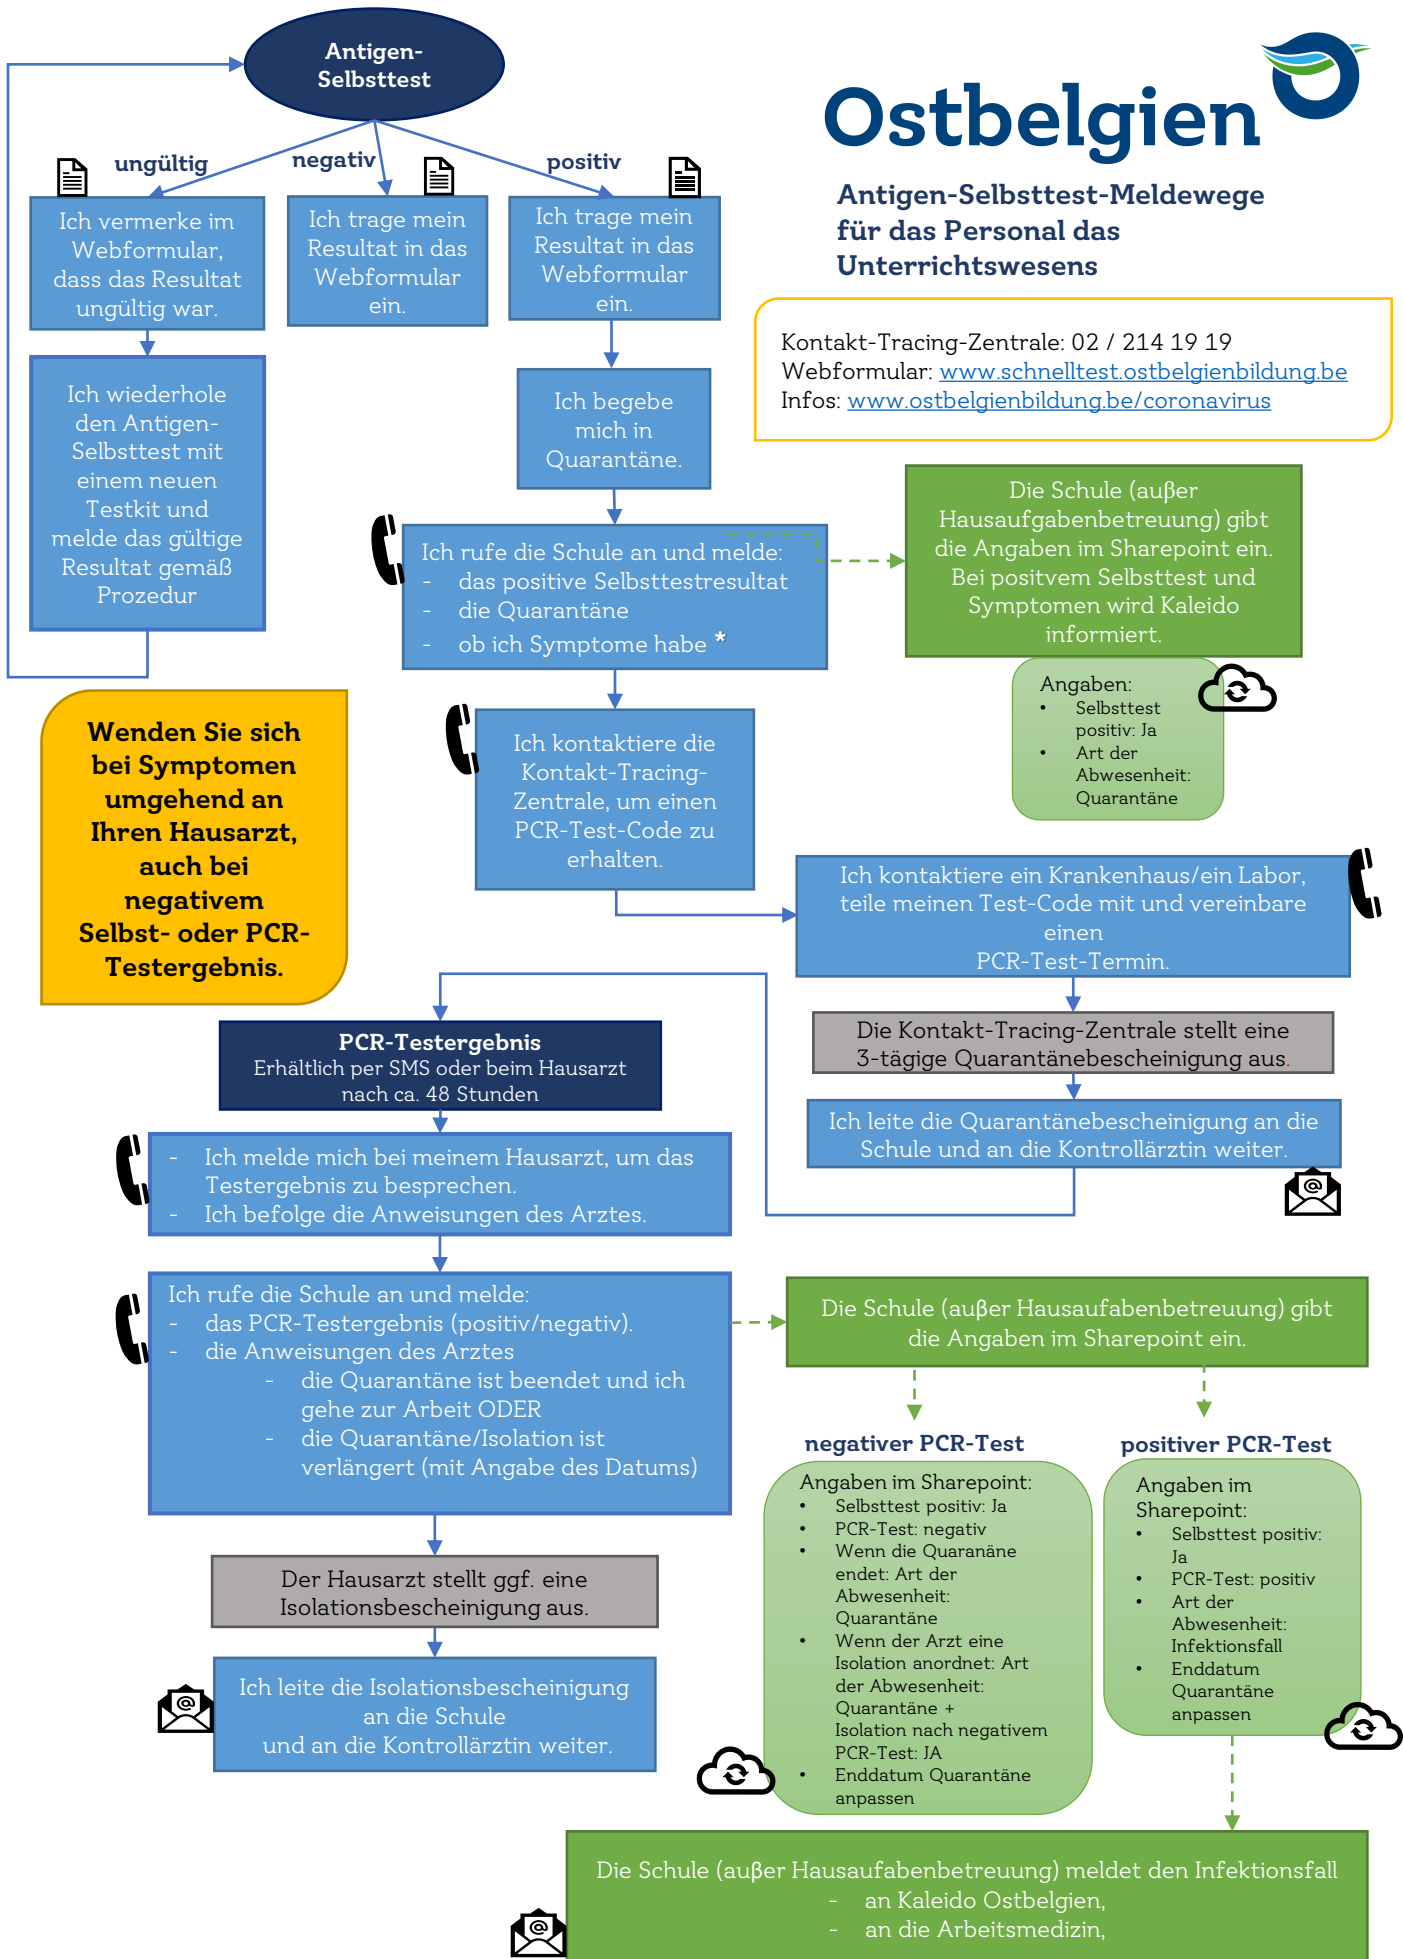 Antigen-
Selbsttest
Ostbelgien
ungültig
negativ
positiv
Antigen-Selbsttest-Meldewege
für das Personal das
Unterrichtswesens
Ich vermerke im
Webformular,
dass das Resultat
ungültig war.
Ich trage mein
Resultat in das
Webformular
ein.
Ich trage mein
Resultat in das
Webformular
ein.
Kontakt-Tracing-Zentrale: 02 / 214 19 19
Webformular: www.schnelltest.ostbelgienbildung.be
Infos: www.ostbelgienbildung.be/coronavirus
Ich wiederhole
den Antigen-
Selbsttest mit
einem neuen
Testkit und
melde das gültige
Resultat gemäß
Prozedur
Ich begebe
mich in
Quarantäne.
Ich rufe die Schule an und melde:
- das positive Selbsttestresultat
- die Quarantäne
- ob ich Symptome habe *
Die Schule (außer
Hausaufgabenbetreuung) gibt
die Angaben im Sharepoint ein.
Bei positvem Selbsttest und
Symptomen wird Kaleido
informiert.
Angaben:
• Selbsttest
positiv: Ja
• Art der
Abwesenheit:
Quarantäne
Wenden Sie sich
bei Symptomen
umgehend an
Ihren Hausarzt,
auch bei
negativem
Selbst- oder PCR-
Testergebnis.
Ich kontaktiere die
Kontakt-Tracing-
Zentrale, um einen
PCR-Test-Code zu
erhalten.
Ich kontaktiere ein Krankenhaus/ein Labor,
teile meinen Test-Code mit und vereinbare
einen
PCR-Test-Termin.
Die Kontakt-Tracing-Zentrale stellt eine
3-tägige Quarantänebescheinigung aus.
Ich leite die Quarantänebescheinigung an die
Schule und an die Kontrollärztin weiter.
@
PCR-Testergebnis
Erhältlich per SMS oder beim Hausarzt
nach ca. 48 Stunden
- Ich melde mich bei meinem Hausarzt, um das
Testergebnis zu besprechen.
- Ich befolge die Anweisungen des Arztes.
Ich rufe die Schule an und melde:
- das PCR-Testergebnis (positiv/negativ).
- die Anweisungen des Arztes
- die Quarantäne ist beendet und ich
gehe zur Arbeit ODER
- die Quarantäne/Isolation ist
verlängert (mit Angabe des Datums)
Die Schule (außer Hausaufabenbetreuung) gibt
die Angaben im Sharepoint ein.
negativer PCR-Test
Angaben im Sharepoint:
• Selbsttest positiv: Ja
• PCR-Test: negativ
• Wenn die Quaranäne
endet: Art der
Abwesenheit:
Quarantäne
• Wenn der Arzt eine
Isolation anordnet: Art
der Abwesenheit:
Quarantäne +
Isolation nach negativem
PCR-Test: JA
• Enddatum Quarantäne
anpassen
positiver PCR-Test
Angaben im
Sharepoint:
• Selbsttest positiv:
Ja
• PCR-Test: positiv
• Art der
Abwesenheit:
Infektionsfall
• Enddatum
Quarantäne
anpassen
Der Hausarzt stellt ggf. eine
Isolationsbescheinigung aus.
@
Ich leite die Isolationsbescheinigung
an die Schule
und an die Kontrollärztin weiter.
@
Die Schule (außer Hausaufabenbetreuung) meldet den Infektionsfall
- an Kaleido Ostbelgien,
- an die Arbeitsmedizin,